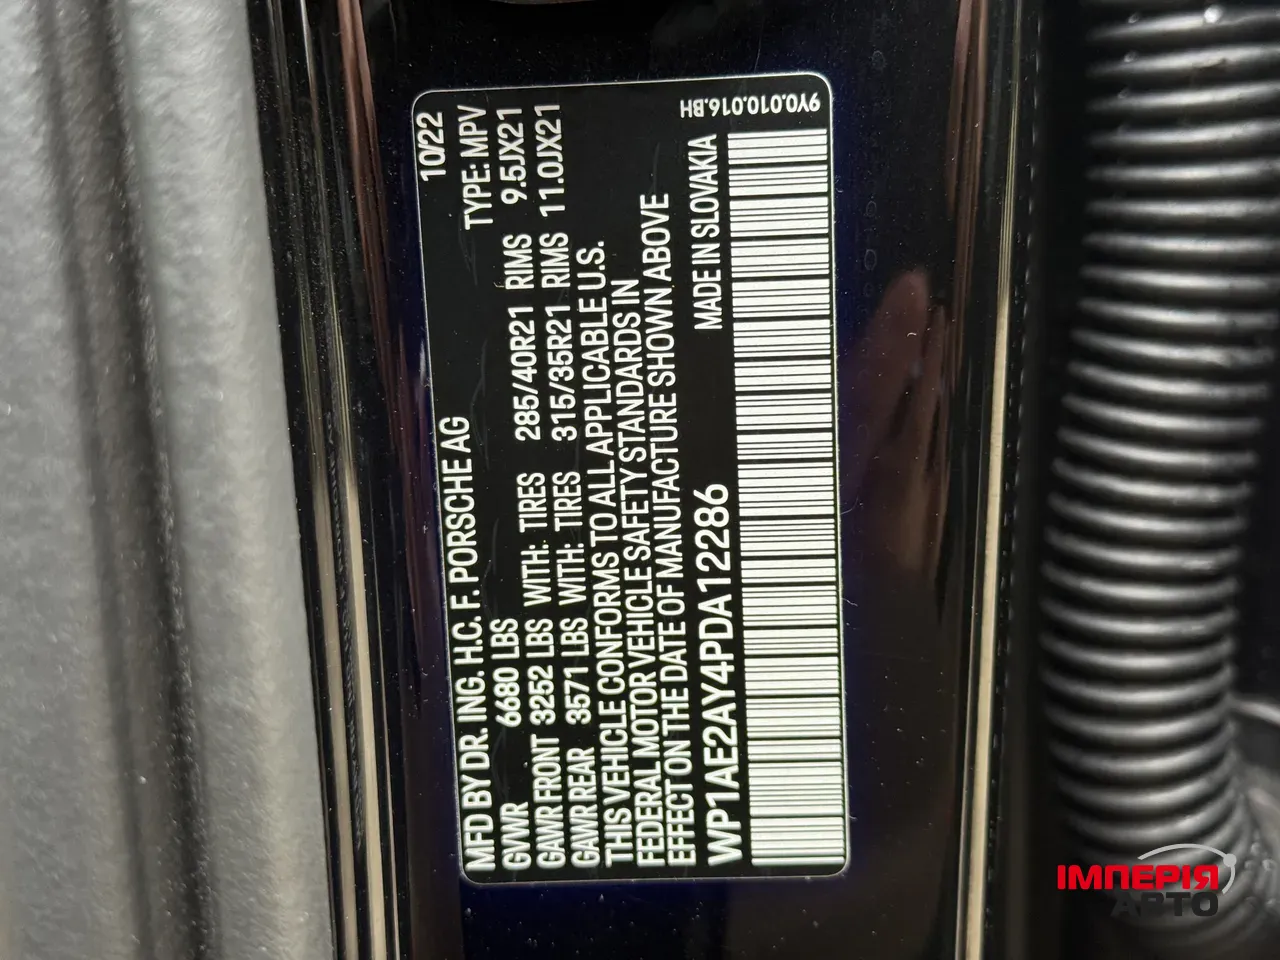 MFD BY DR. ING. H.C. F. PORSCHE AG 10/22
GVWR 6680 LBS TYPE: MPV
GAWR FRONT 3252 LBS WITH: TIRES 285/40R21 RIMS 9.5JX21
GAWR REAR 3571 LBS WITH: TIRES 315/35R21 RIMS 11.0JX21
THIS VEHICLE CONFORMS TO ALL APPLICABLE U.S.
FEDERAL MOTOR VEHICLE SAFETY STANDARDS IN
EFFECT ON THE DATE OF MANUFACTURE SHOWN ABOVE
WP1AE2AY4PDA12286 MADE IN SLOVAKIA
9Y0.010.016.BH
ІМПЕРІЯ
АВТО